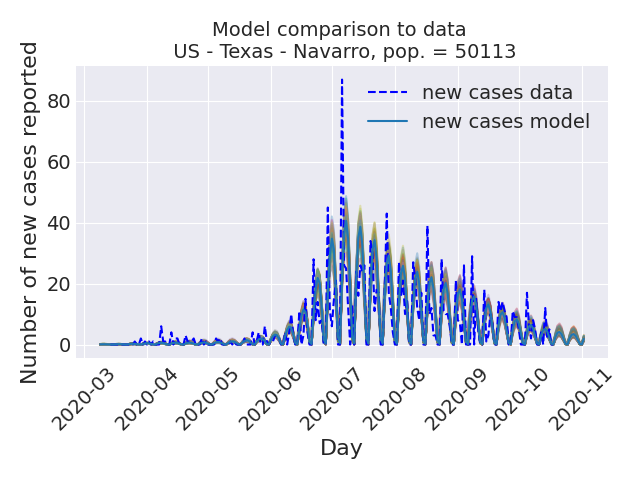 Model comparison to data
US - Texas - Navarro, pop. = 50113
Number of new cases reported
80
60
40
20
0
new cases data
new cases model
2020-03
2020-04
2020-05
2020-06
2020-07
2020-08
2020-09
2020-10
2020-11
Day